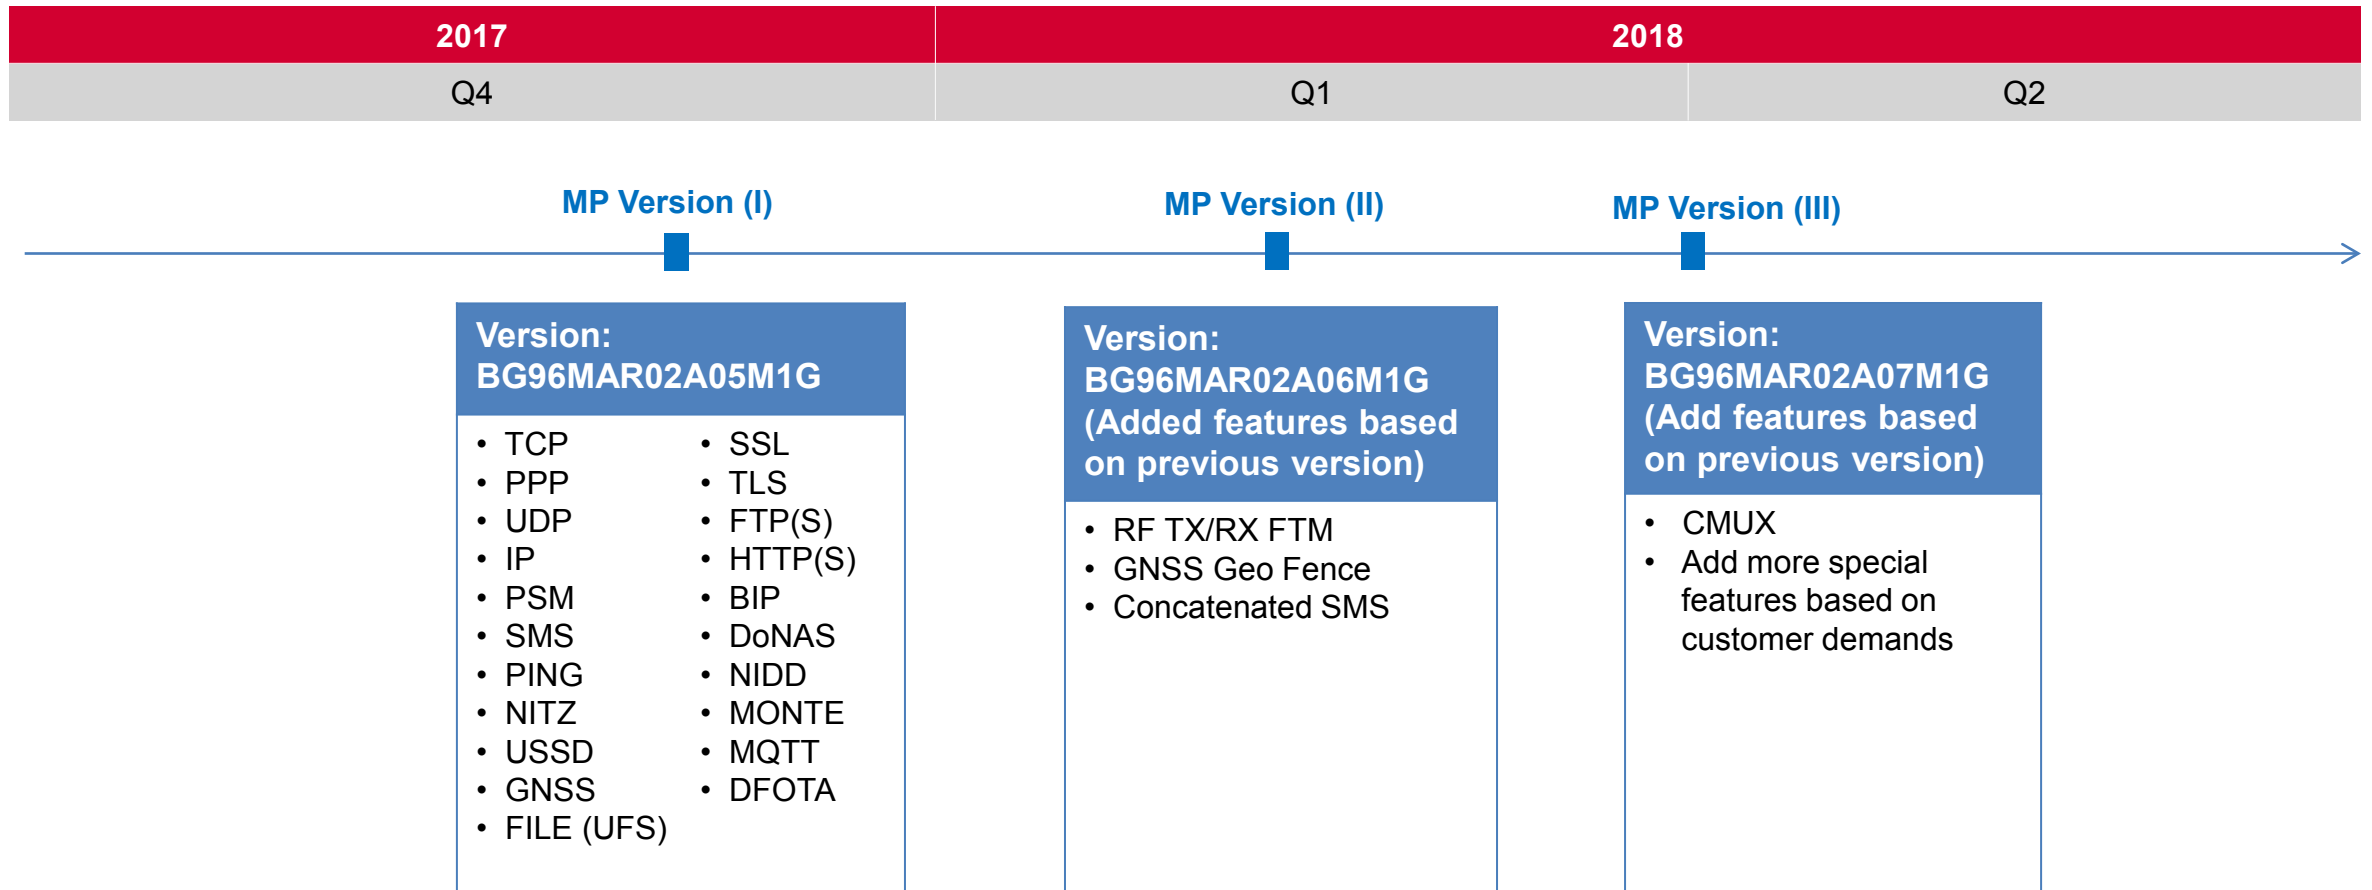 2017
2018
Q4
Q1
Q2
MP Version (I)
MP Version (II)
MP Version (III)
Version:
BG96MAR02A05M1G
• TCP
• PPP
• UDP
• IP
• PSM
• SMS
• PING
• NITZ
• USSD
• GNSS
• FILE (UFS)
• SSL
• TLS
• FTP(S)
• HTTP(S)
• BIP
• DoNAS
• NIDD
• MONTE
• MQTT
• DFOTA
Version:
BG96MAR02A06M1G
(Added features based
on previous version)
• RF TX/RX FTM
• GNSS Geo Fence
• Concatenated SMS
Version:
BG96MAR02A07M1G
(Add features based
on previous version)
• CMUX
• Add more special
features based on
customer demands